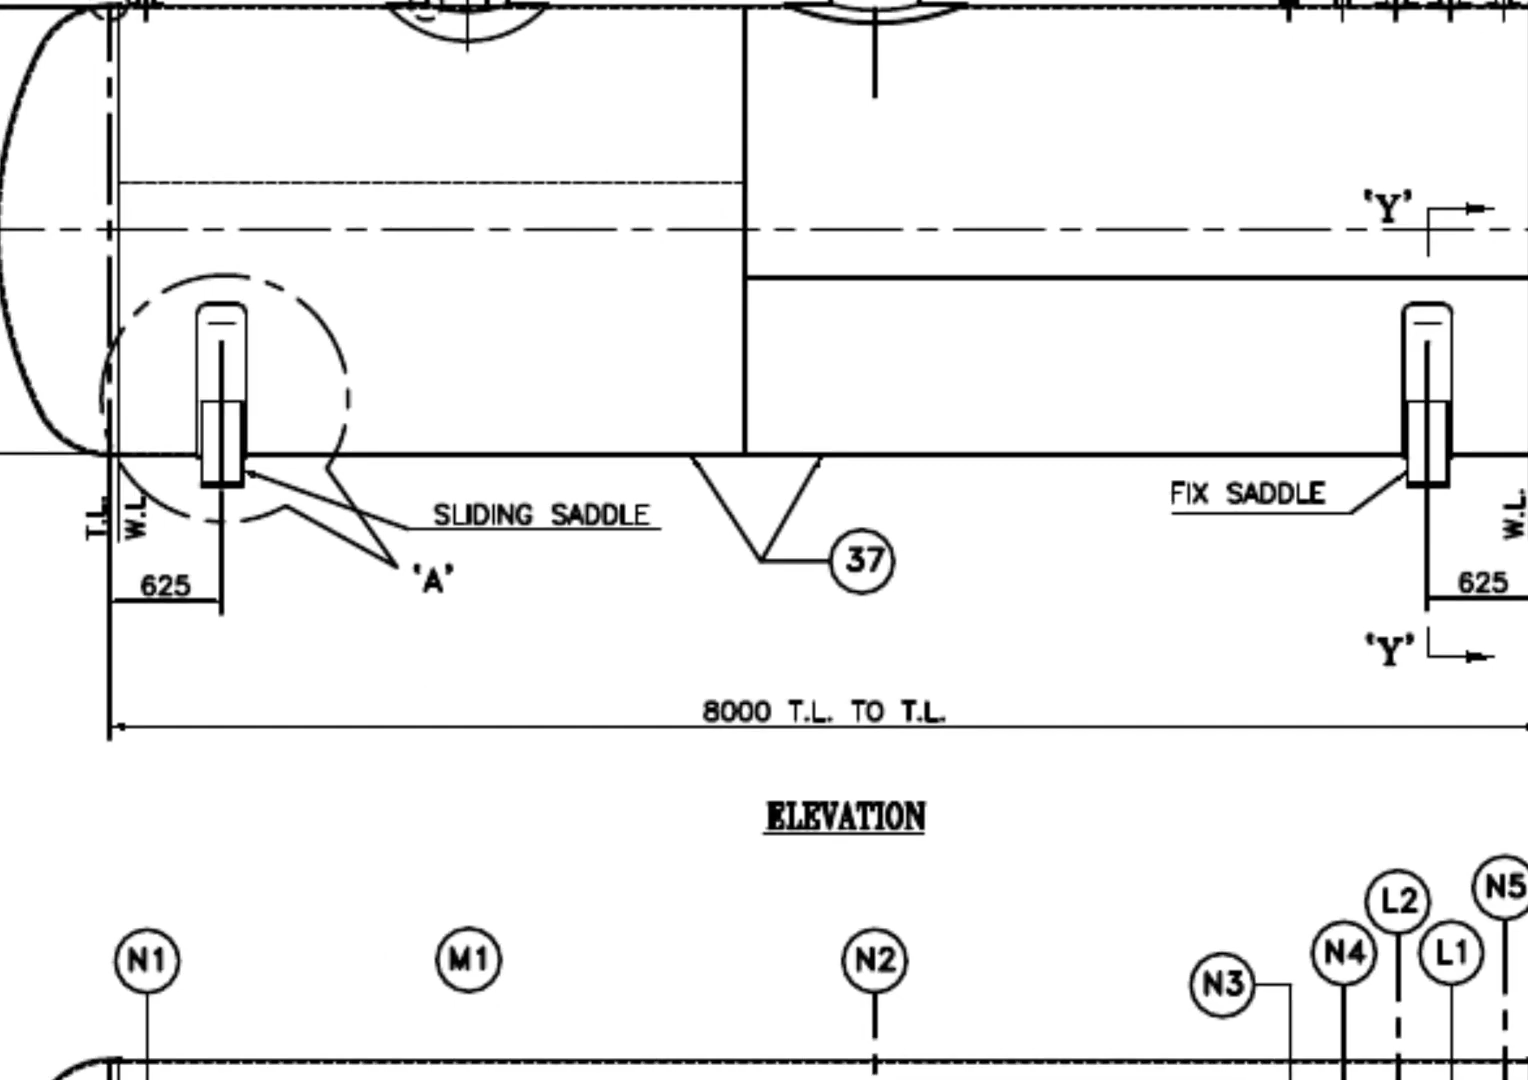 'Y'
SLIDING SADDLE
FIX SADDLE
T.L.
W.L.
W.L.
37
'A'
625
625
'Y'
8000 T.L. TO T.L.
ELEVATION
N5
L2
N1
M1
N2
N4
L1
N3